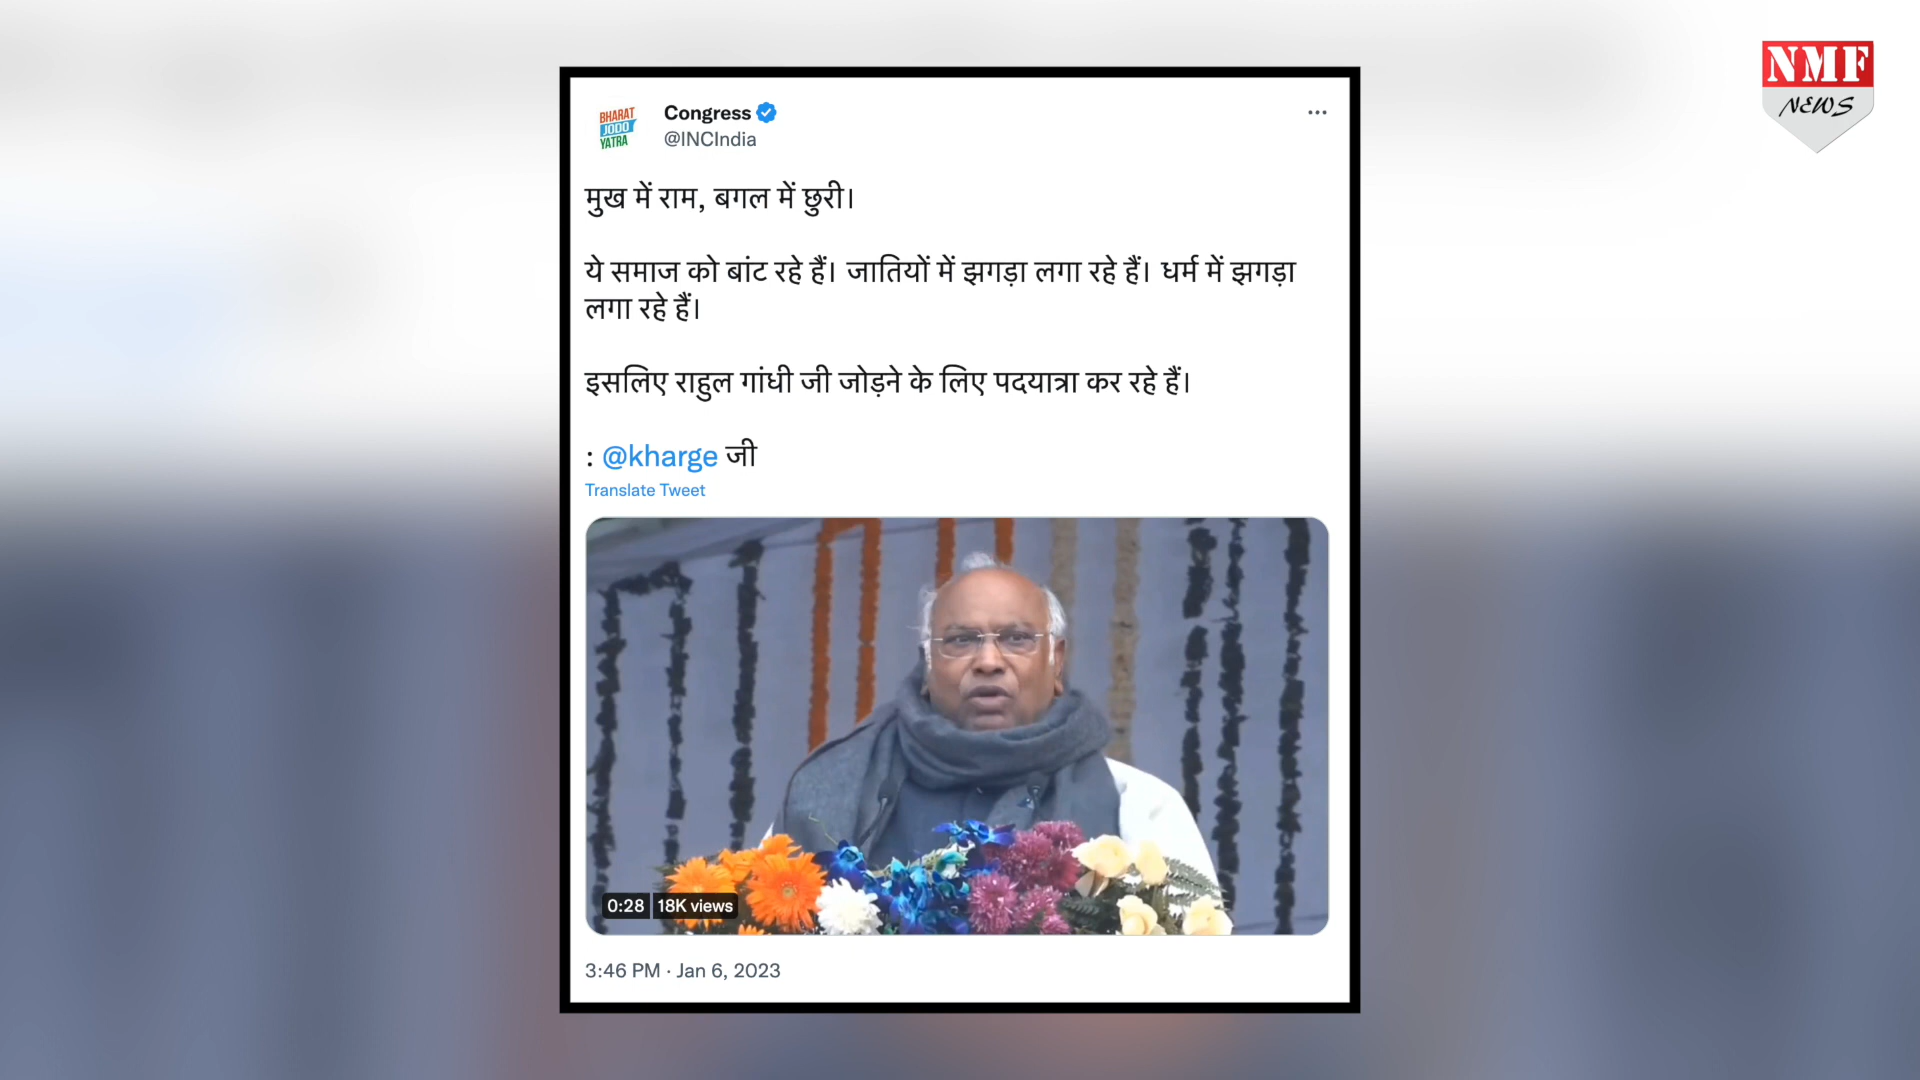 NMF
NEWS
BHARAT
JODO
YATRA
Congress
@INCIndia
मुख में राम, बगल में छुरी।
ये समाज को बांट रहे हैं। जातियों में झगड़ा लगा रहे हैं। धर्म में झगड़ा
लगा रहे हैं।
इसलिए राहुल गांधी जी जोड़ने के लिए पदयात्रा कर रहे हैं।
: @kharge जी
Translate Tweet
0:28 18K views
3:46 PM · Jan 6, 2023